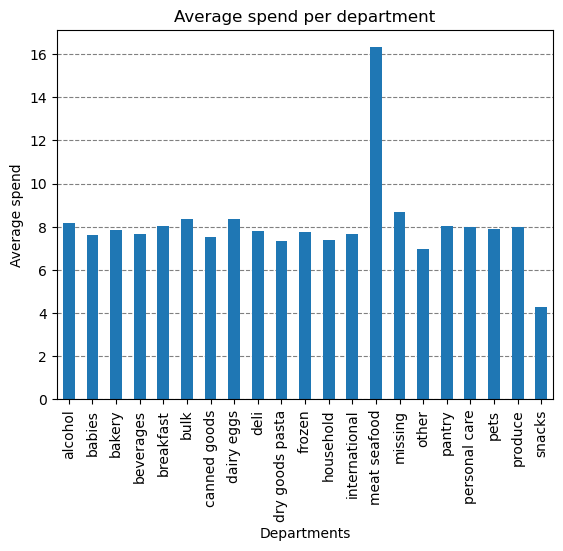 Average spend per department
Average spend
16
14
12
10
8
6
4
2
0
alcohol
babies
bakery
beverages
breakfast
bulk
canned goods
dairy eggs
deli
dry goods pasta
frozen
household
international
meat seafood
missing
other
pantry
personal care
pets
produce
snacks
Departments